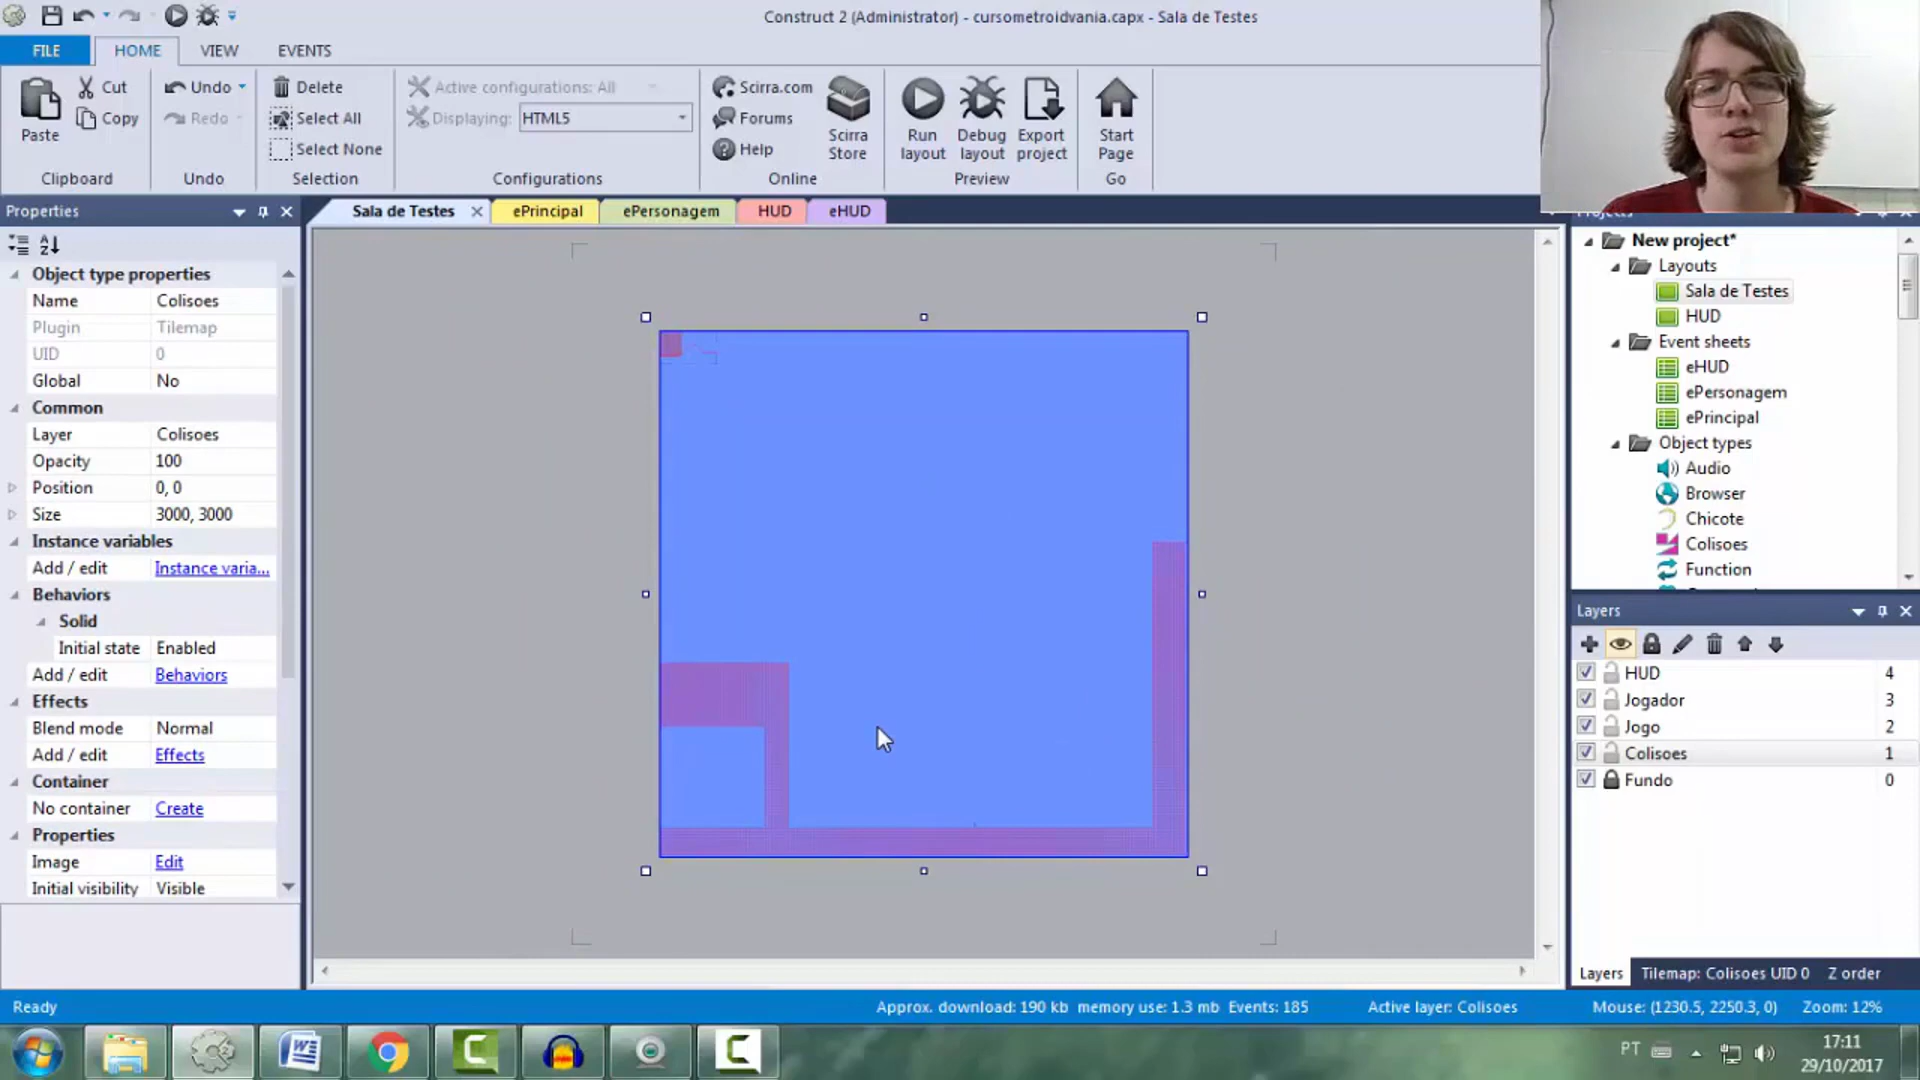 Construct 2 (Administrator) - cursometroidvania.capx - Sala de Testes
FILE HOME VIEW EVENTS
Paste
Cut
Copy
Clipboard
Undo
Redo
Undo
Delete
Select All
Select None
Selection
Active configurations: All
Displaying: HTML5
Configurations
Scirra.com
Forums
Help
Scirra Store
Online
Run layout
Debug layout
Export project
Preview
Start Page
Go
Properties
Sala de Testes ePrincipal ePersonagem HUD eHUD
Object type properties
Name Colisoes
Plugin Tilemap
UID 0
Global No
Common
Layer Colisoes
Opacity 100
Position 0, 0
Size 3000, 3000
Instance variables
Add / edit Instance varia...
Behaviors
Solid
Initial state Enabled
Add / edit Behaviors
Effects
Blend mode Normal
Add / edit Effects
Container
No container Create
Properties
Image Edit
Initial visibility Visible
New project*
Layouts
Sala de Testes
HUD
Event sheets
eHUD
ePersonagem
ePrincipal
Object types
Audio
Browser
Chicote
Colisoes
Function
Layers
HUD 4
Jogador 3
Jogo 2
Colisoes 1
Fundo 0
Layers Tilemap: Colisoes UID 0 Z order
Ready Approx. download: 190 kb memory use: 1.3 mb Events: 185 Active layer: Colisoes Mouse: (1230.5, 2250.3, 0) Zoom: 12%
PT
17:11
29/10/2017